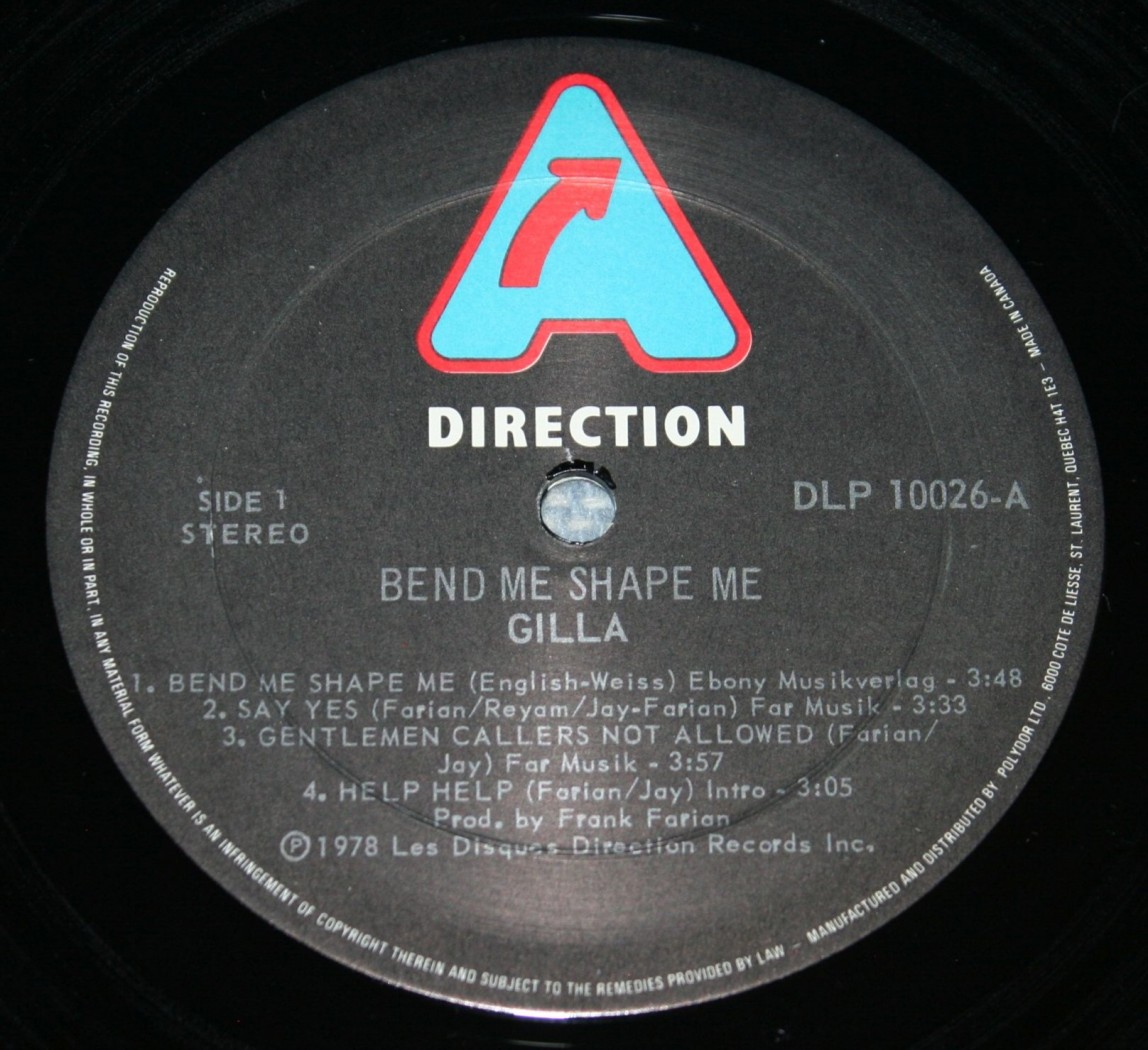 DIRECTION
SIDE 1
STEREO
DLP 10026-A
BEND ME SHAPE ME
GILLA
1. BEND ME SHAPE ME (English-Weiss) Ebony Musikverlag - 3:48
2. SAY YES (Farian/Reyam/Jay-Farian) Far Musik - 3:33
3. GENTLEMEN CALLERS NOT ALLOWED (Farian/
Jay) Far Musik - 3:57
4. HELP HELP (Farian/Jay) Intro - 3:05
Prod. by Frank Farian
Ⓟ1978 Les Disques Direction Records Inc.
REPRODUCTION OF THIS RECORDING, IN WHOLE OR IN PART, IN ANY MATERIAL FORM WHATEVER IS AN INFRINGEMENT OF COPYRIGHT THEREIN AND SUBJECT TO THE REMEDIES PROVIDED BY LAW – MANUFACTURED AND DISTRIBUTED BY POLYDOR LTD. 6000 COTE DE LIESSE, ST. LAURENT, QUEBEC H4T 1E3 – MADE IN CANADA